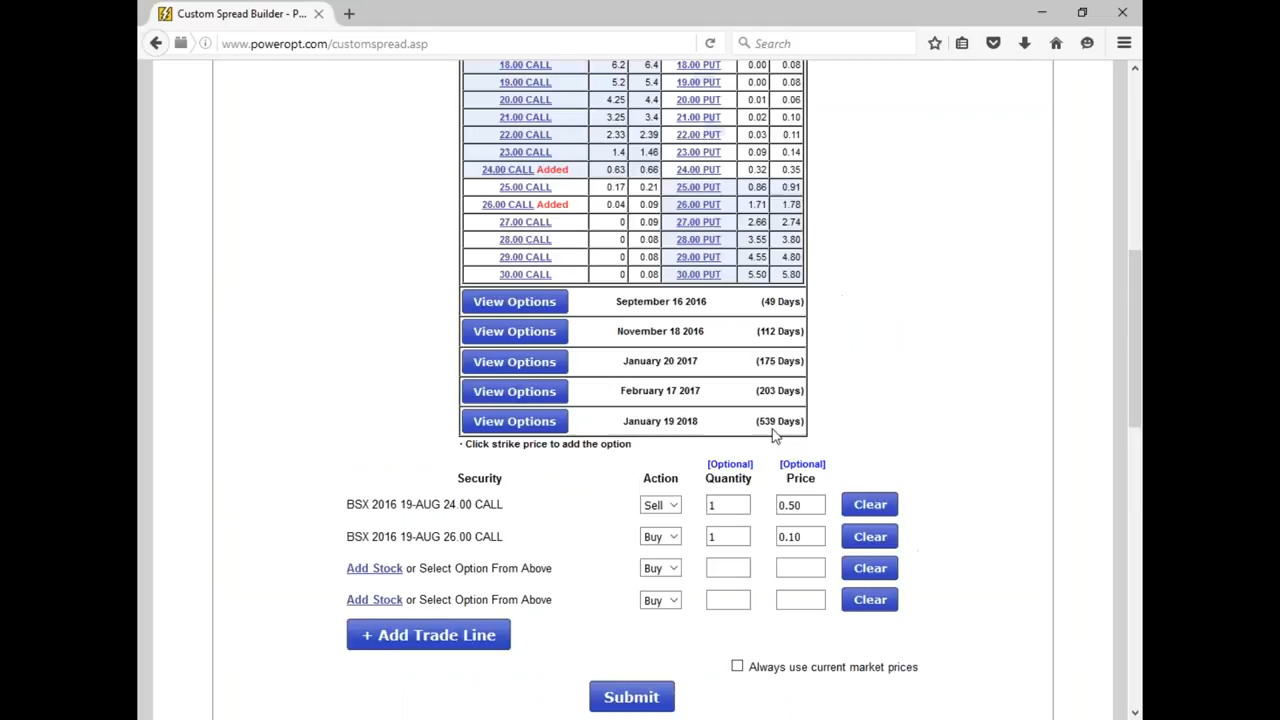 Custom Spread Builder - P...
www.poweropt.com/customspread.asp
Search
18.00 CALL 6.2 6.4 18.00 PUT 0.00 0.08
19.00 CALL 5.2 5.4 19.00 PUT 0.00 0.08
20.00 CALL 4.25 4.4 20.00 PUT 0.01 0.06
21.00 CALL 3.25 3.4 21.00 PUT 0.02 0.10
22.00 CALL 2.33 2.39 22.00 PUT 0.03 0.11
23.00 CALL 1.4 1.46 23.00 PUT 0.09 0.14
24.00 CALL Added 0.63 0.66 24.00 PUT 0.32 0.35
25.00 CALL 0.17 0.21 25.00 PUT 0.86 0.91
26.00 CALL Added 0.04 0.09 26.00 PUT 1.71 1.78
27.00 CALL 0 0.09 27.00 PUT 2.66 2.74
28.00 CALL 0 0.08 28.00 PUT 3.55 3.80
29.00 CALL 0 0.08 29.00 PUT 4.55 4.80
30.00 CALL 0 0.08 30.00 PUT 5.50 5.80
View Options September 16 2016 (49 Days)
View Options November 18 2016 (112 Days)
View Options January 20 2017 (175 Days)
View Options February 17 2017 (203 Days)
View Options January 19 2018 (539 Days)
· Click strike price to add the option
[Optional] [Optional]
Security Action Quantity Price
BSX 2016 19-AUG 24.00 CALL Sell 1 0.50 Clear
BSX 2016 19-AUG 26.00 CALL Buy 1 0.10 Clear
Add Stock or Select Option From Above Buy Clear
Add Stock or Select Option From Above Buy Clear
+ Add Trade Line
Always use current market prices
Submit